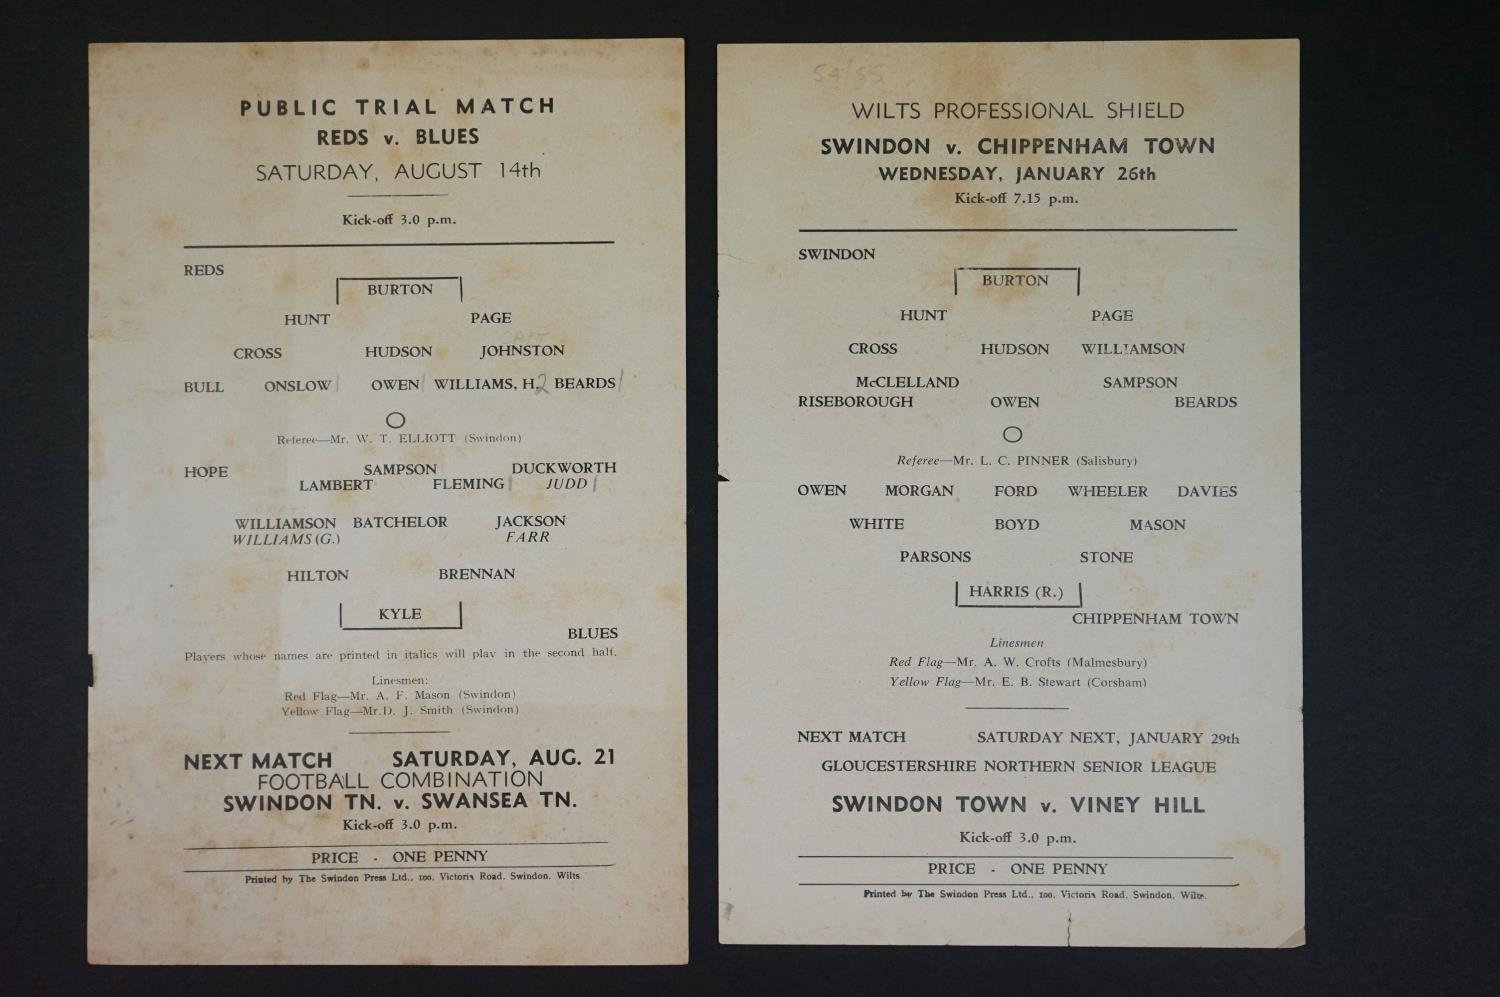 PUBLIC TRIAL MATCH
REDS v. BLUES
SATURDAY, AUGUST 14th
Kick-off 3.0 p.m.
REDS
BURTON
HUNT PAGE
CROSS HUDSON JOHNSTON
BULL ONSLOW OWEN WILLIAMS, H. 2 BEARDS
O
Referee—Mr. W. T. ELLIOTT (Swindon)
HOPE SAMPSON DUCKWORTH
LAMBERT FLEMING JUDD
WILLIAMSON BATCHELOR JACKSON
WILLIAMS (G.) FARR
HILTON BRENNAN
KYLE
BLUES
Players whose names are printed in italics will play in the second half.
Linesmen:
Red Flag—Mr. A. F. Mason (Swindon)
Yellow Flag—Mr.D. J. Smith (Swindon)
NEXT MATCH SATURDAY, AUG. 21
FOOTBALL COMBINATION
SWINDON TN. v. SWANSEA TN.
Kick-off 3.0 p.m.
PRICE - ONE PENNY
Printed by The Swindon Press Ltd., 100, Victoria Road, Swindon, Wilts.
54/55
WILTS PROFESSIONAL SHIELD
SWINDON v. CHIPPENHAM TOWN
WEDNESDAY, JANUARY 26th
Kick-off 7.15 p.m.
SWINDON
BURTON
HUNT PAGE
CROSS HUDSON WILLIAMSON
McCLELLAND SAMPSON
RISEBOROUGH OWEN BEARDS
O
Referee—Mr. L. C. PINNER (Salisbury)
OWEN MORGAN FORD WHEELER DAVIES
WHITE BOYD MASON
PARSONS STONE
HARRIS (R.)
CHIPPENHAM TOWN
Linesmen
Red Flag—Mr. A. W. Crofts (Malmesbury)
Yellow Flag—Mr. E. B. Stewart (Corsham)
NEXT MATCH SATURDAY NEXT, JANUARY 29th
GLOUCESTERSHIRE NORTHERN SENIOR LEAGUE
SWINDON TOWN v. VINEY HILL
Kick-off 3.0 p.m.
PRICE - ONE PENNY
Printed by The Swindon Press Ltd., 100, Victoria Road, Swindon, Wilts.